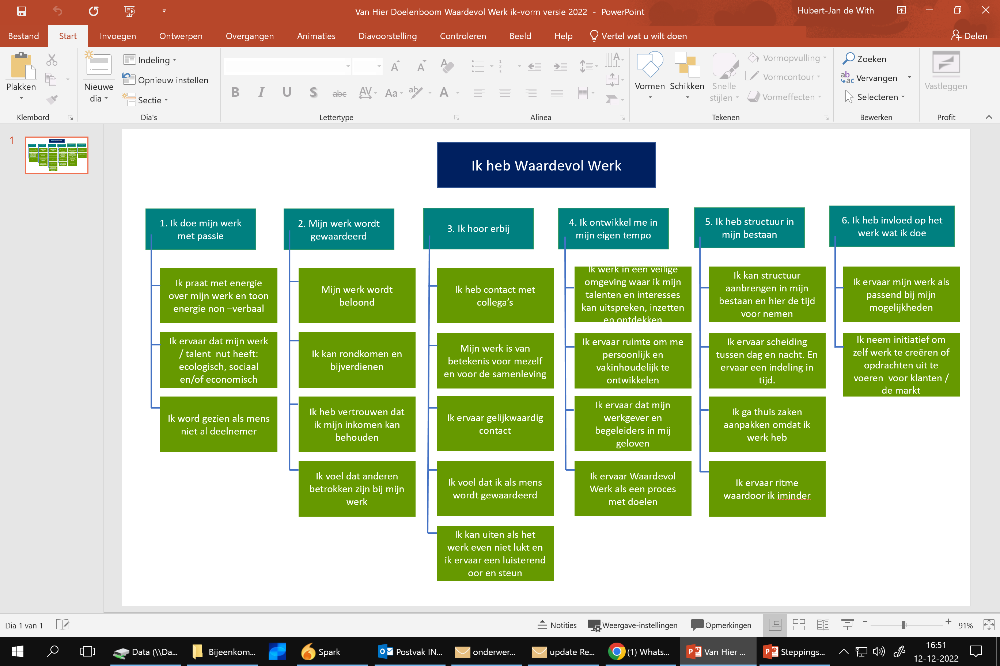 Van Hier Doelenboom Waardevol Werk ik-vorm versie 2022 - PowerPoint
Hubert-Jan de With
Bestand
Start
Invoegen
Ontwerpen
Overgangen
Animaties
Diavoorstelling
Controleren
Beeld
Help
Vertel wat u wilt doen
Delen
Plakken
Klembord
Nieuwe
dia
Indeling
Opnieuw instellen
Sectie
Dia's
B I U S abc AV Aa ab A
Lettertype
Alinea
Vormen
Schikken
Snelle
stijlen
Vormopvulling
Vormcontour
Vormeffecten
Tekenen
Zoeken
Vervangen
Selecteren
Bewerken
Vastleggen
Profit
1
Ik heb Waardevol Werk
1. Ik doe mijn werk
met passie
Ik praat met energie
over mijn werk en toon
energie non –verbaal
Ik ervaar dat mijn werk
/ talent nut heeft:
ecologisch, sociaal
en/of economisch
Ik word gezien als mens
niet al deelnemer
2. Mijn werk wordt
gewaardeerd
Mijn werk wordt
beloond
Ik kan rondkomen en
bijverdienen
Ik heb vertrouwen dat
ik mijn inkomen kan
behouden
Ik voel dat anderen
betrokken zijn bij mijn
werk
3. Ik hoor erbij
Ik heb contact met
collega’s
Mijn werk is van
betekenis voor mezelf
en voor de samenleving
Ik ervaar gelijkwaardig
contact
Ik voel dat ik als mens
wordt gewaardeerd
Ik kan uiten als het
werk even niet lukt en
ik ervaar een luisterend
oor en steun
4. Ik ontwikkel me in
mijn eigen tempo
Ik werk in een veilige
omgeving waar ik mijn
talenten en interesses
kan uitspreken, inzetten
en ontdekken
Ik ervaar ruimte om me
persoonlijk en
vakinhoudelijk te
ontwikkelen
Ik ervaar dat mijn
werkgever en
begeleiders in mij
geloven
Ik ervaar Waardevol
Werk als een proces
met doelen
5. Ik heb structuur in
mijn bestaan
Ik kan structuur
aanbrengen in mijn
bestaan en hier de tijd
voor nemen
Ik ervaar scheiding
tussen dag en nacht. En
ervaar een indeling in
tijd.
Ik ga thuis zaken
aanpakken omdat ik
werk heb
Ik ervaar ritme
waardoor ik iminder
6. Ik heb invloed op het
werk wat ik doe
Ik ervaar mijn werk als
passend bij mijn
mogelijkheden
Ik neem initiatief om
zelf werk te creëren of
opdrachten uit te
voeren voor klanten /
de markt
Dia 1 van 1
Notities
Weergave-instellingen
Opmerkingen
91%
Data (\\Da...
Bijeenkom...
Spark
Postvak IN...
onderwer...
update Re...
(1) Whats...
Van Hier ...
Steppings...
16:51
12-12-2022